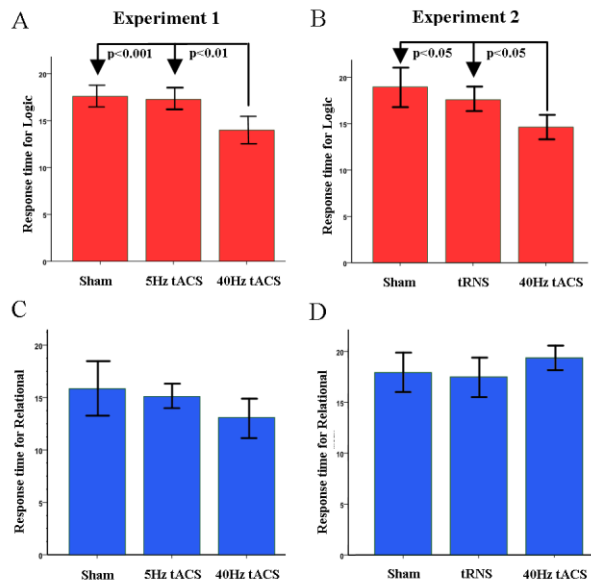 A
Experiment 1
p<0.001
p<0.01
Response time for Logic
20
15
10
5
0
Sham
5Hz tACS
40Hz tACS
B
Experiment 2
p<0.05
p<0.05
Response time for Logic
20
15
10
5
0
Sham
tRNS
40Hz tACS
C
Response time for Relational
20
15
10
5
0
Sham
5Hz tACS
40Hz tACS
D
Response time for Relational
20
15
10
5
0
Sham
tRNS
40Hz tACS